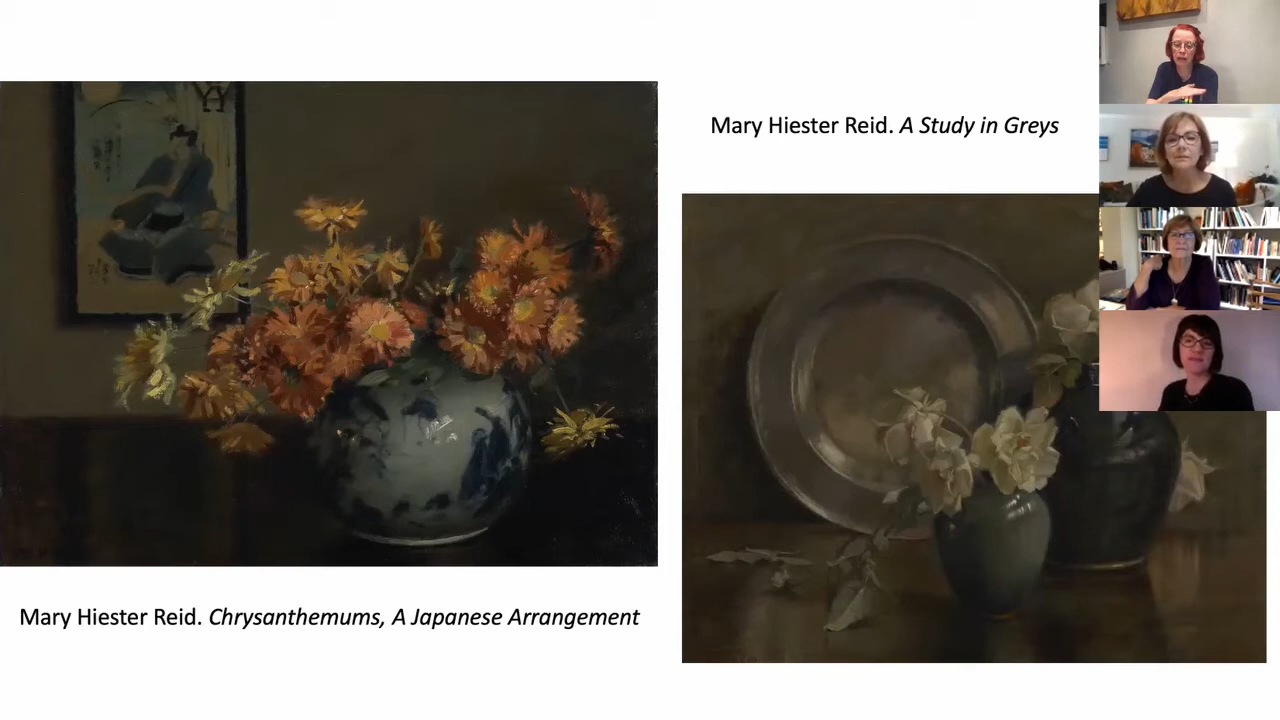 Mary Hiester Reid. A Study in Greys
Mary Hiester Reid. Chrysanthemums, A Japanese Arrangement